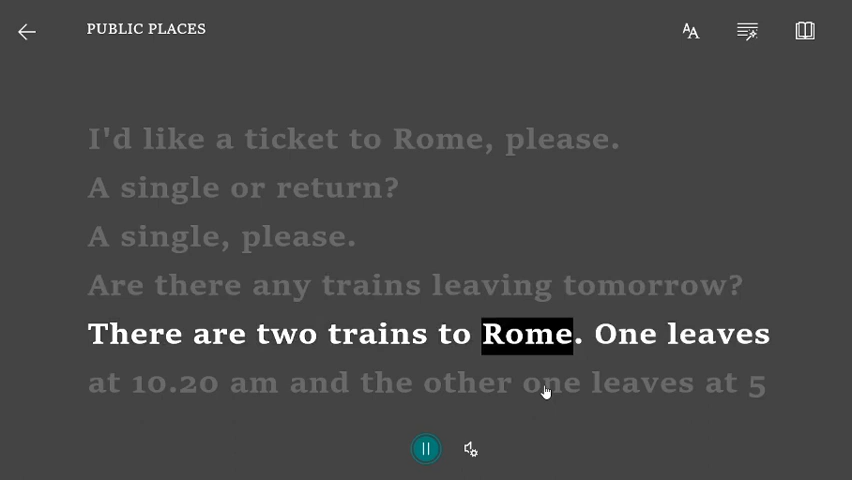 PUBLIC PLACES
I'd like a ticket to Rome, please.
A single or return?
A single, please.
Are there any trains leaving tomorrow?
There are two trains to Rome. One leaves
at 10.20 am and the other one leaves at 5